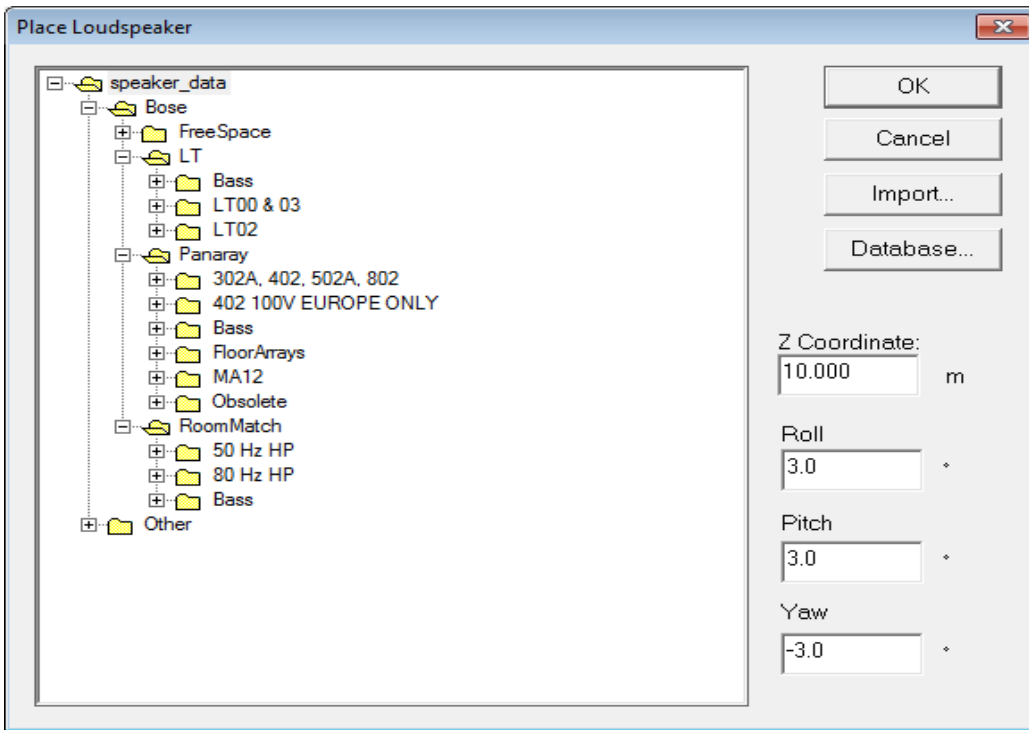 Place Loudspeaker
speaker_data
Bose
FreeSpace
LT
Bass
LT00 & 03
LT02
Panaray
302A, 402, 502A, 802
402 100V EUROPE ONLY
Bass
FloorArrays
MA12
Obsolete
RoomMatch
50 Hz HP
80 Hz HP
Bass
Other
OK
Cancel
Import...
Database...
Z Coordinate:
10.000 m
Roll
3.0 °
Pitch
3.0 °
Yaw
-3.0 °